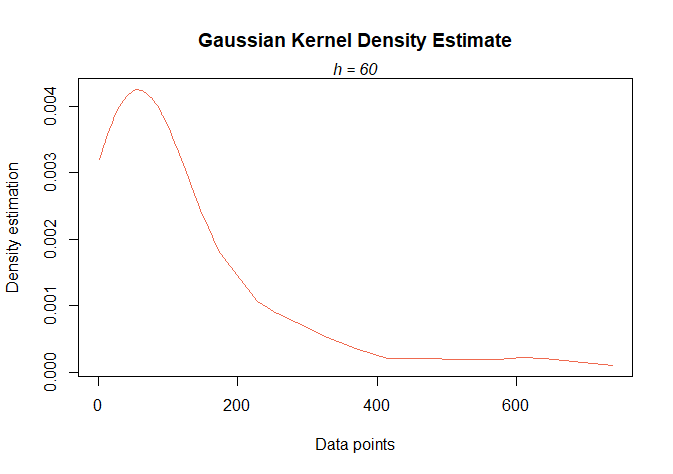 Gaussian Kernel Density Estimate
h = 60
Density estimation
0.004
0.003
0.002
0.001
0.000
0
200
400
600
Data points